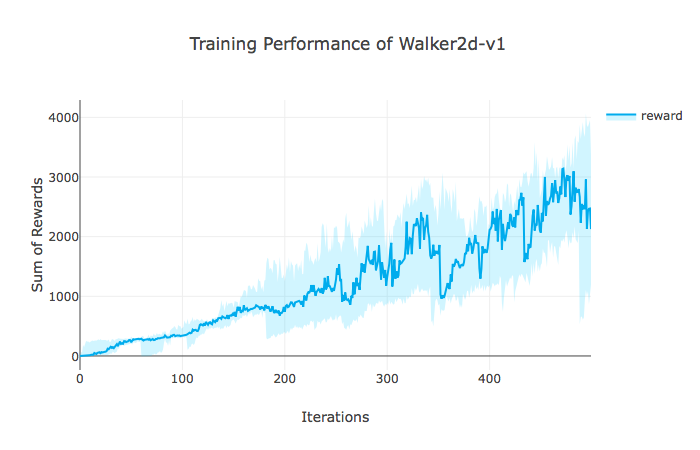 Training Performance of Walker2d-v1
4000
3000
2000
1000
0
Sum of Rewards
0 100 200 300 400
Iterations
reward